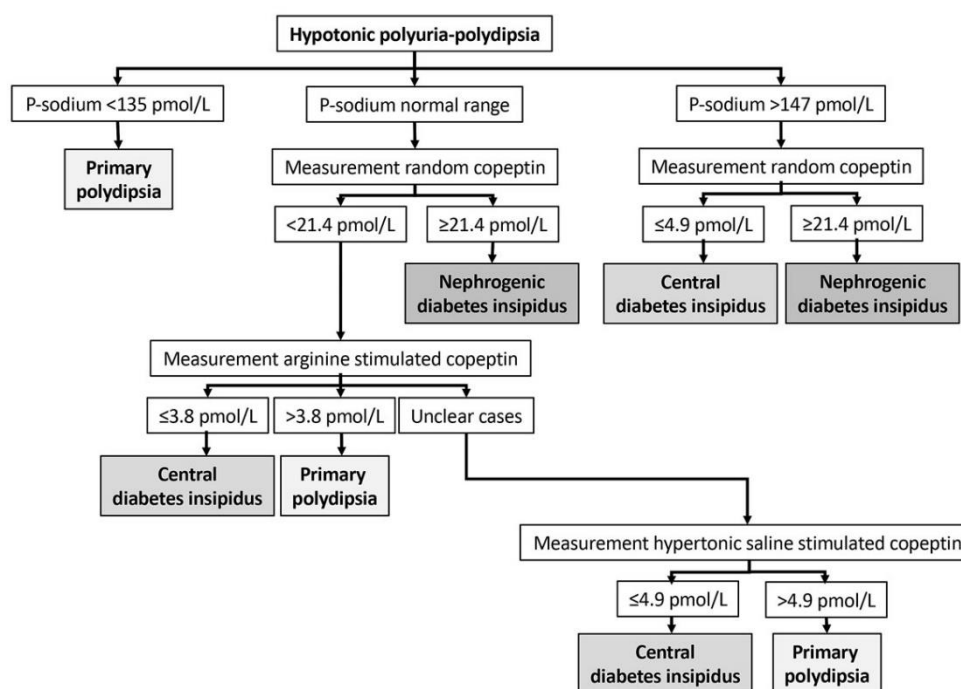 Hypotonic polyuria-polydipsia
P-sodium <135 pmol/L
P-sodium normal range
P-sodium >147 pmol/L
Primary
polydipsia
Measurement random copeptin
Measurement random copeptin
<21.4 pmol/L
≥21.4 pmol/L
≤4.9 pmol/L
≥21.4 pmol/L
Nephrogenic
diabetes insipidus
Central
diabetes insipidus
Nephrogenic
diabetes insipidus
Measurement arginine stimulated copeptin
≤3.8 pmol/L
>3.8 pmol/L
Unclear cases
Central
diabetes insipidus
Primary
polydipsia
Measurement hypertonic saline stimulated copeptin
≤4.9 pmol/L
>4.9 pmol/L
Central
diabetes insipidus
Primary
polydipsia